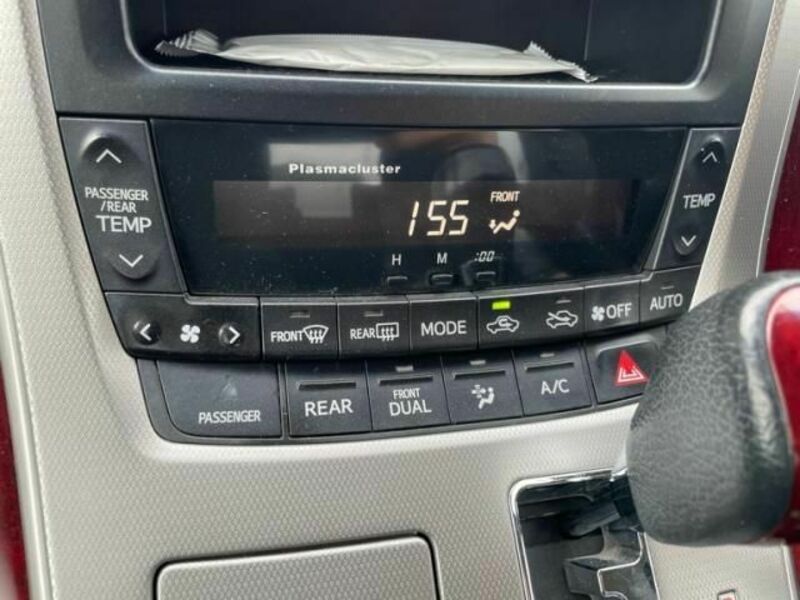 Plasmacluster
PASSENGER
/REAR
TEMP
155
FRONT
TEMP
H
M
:00
FRONT
REAR
MODE
OFF
AUTO
PASSENGER
REAR
FRONT
DUAL
A/C